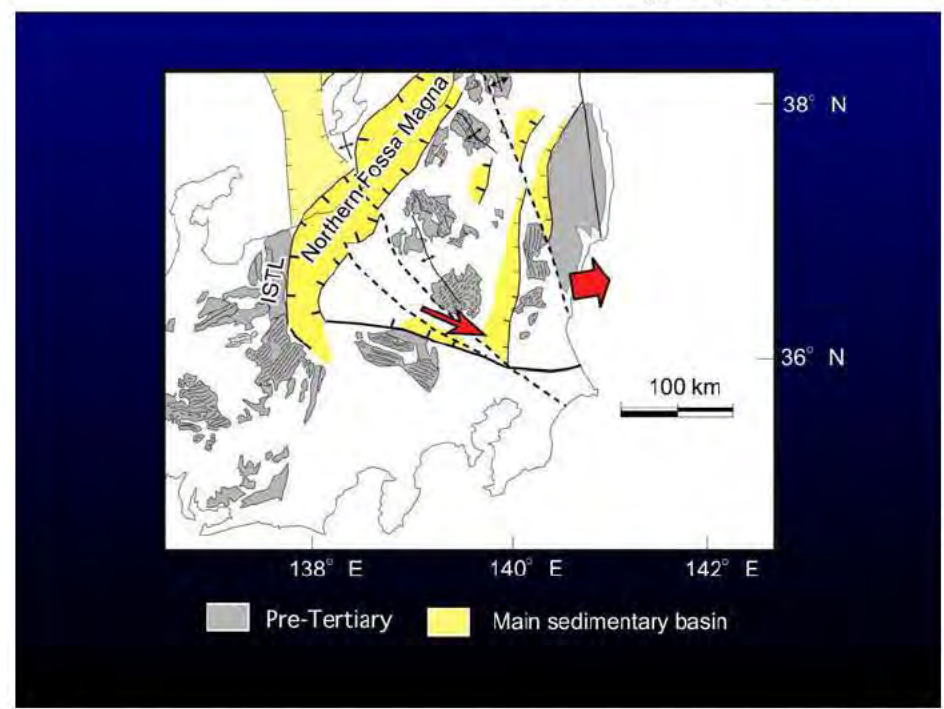 38° N
Northern Fossa Magna
ISTL
36° N
100 km
138° E
140° E
142° E
Pre-Tertiary
Main sedimentary basin